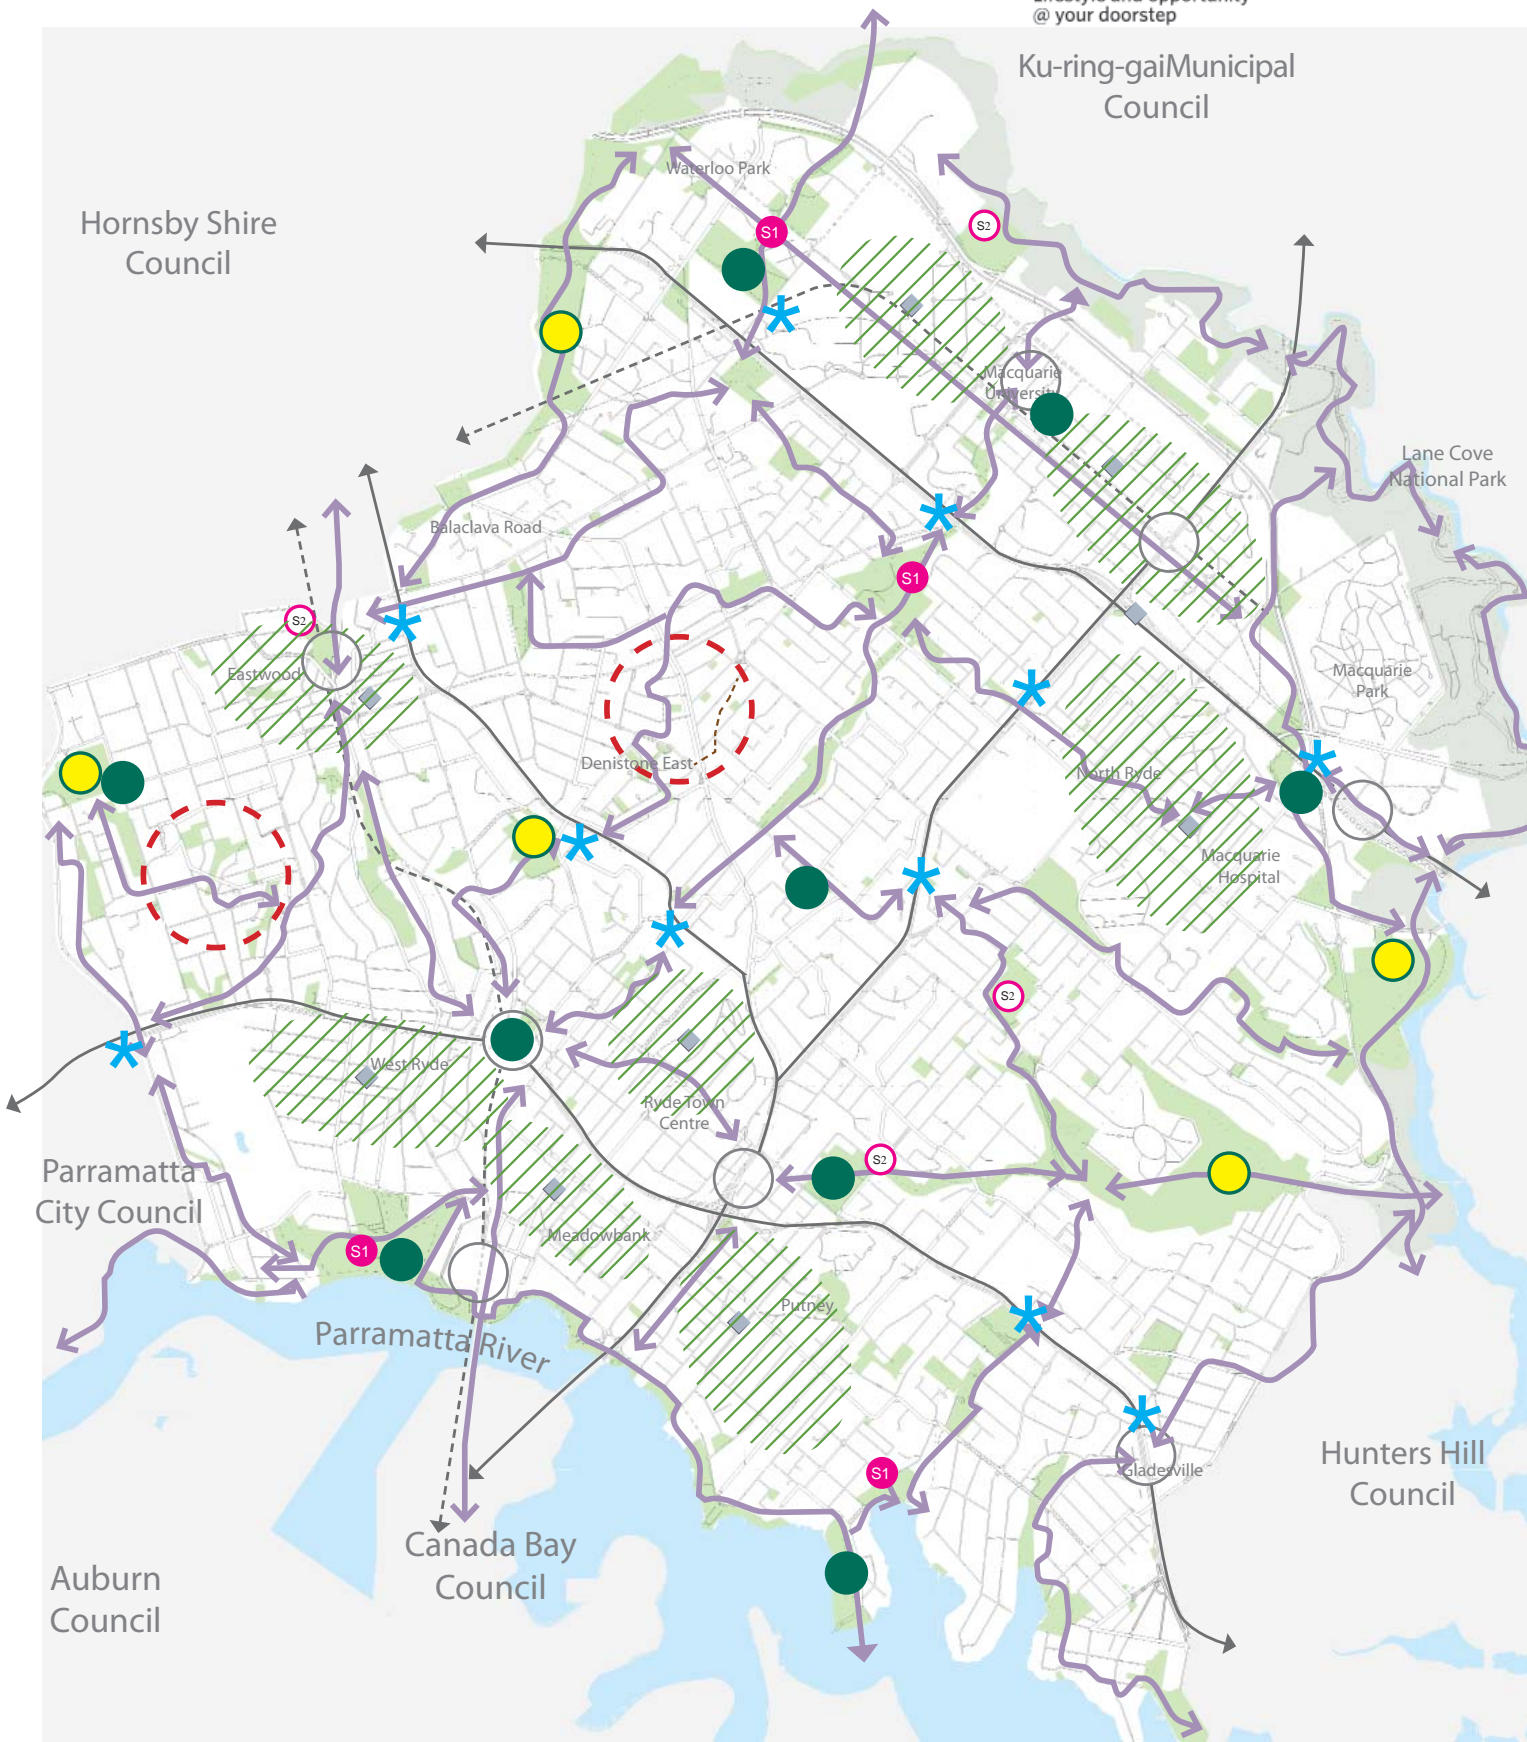 @ your doorstep
Ku-ring-gaiMunicipal
Council
Waterloo Park
Hornsby Shire
Council
S2
S1
Macquarie
University
Lane Cove
National Park
Balaclava Road
S1
S2
Eastwood
Macquarie
Park
Denistone East
North Ryde
Macquarie
Hospital
S2
West Ryde
Ryde Town
Centre
S2
Parramatta
City Council
S1
Meadowbank
Putney
Parramatta River
S1
Gladesville
Hunters Hill
Council
Canada Bay
Council
Auburn
Council